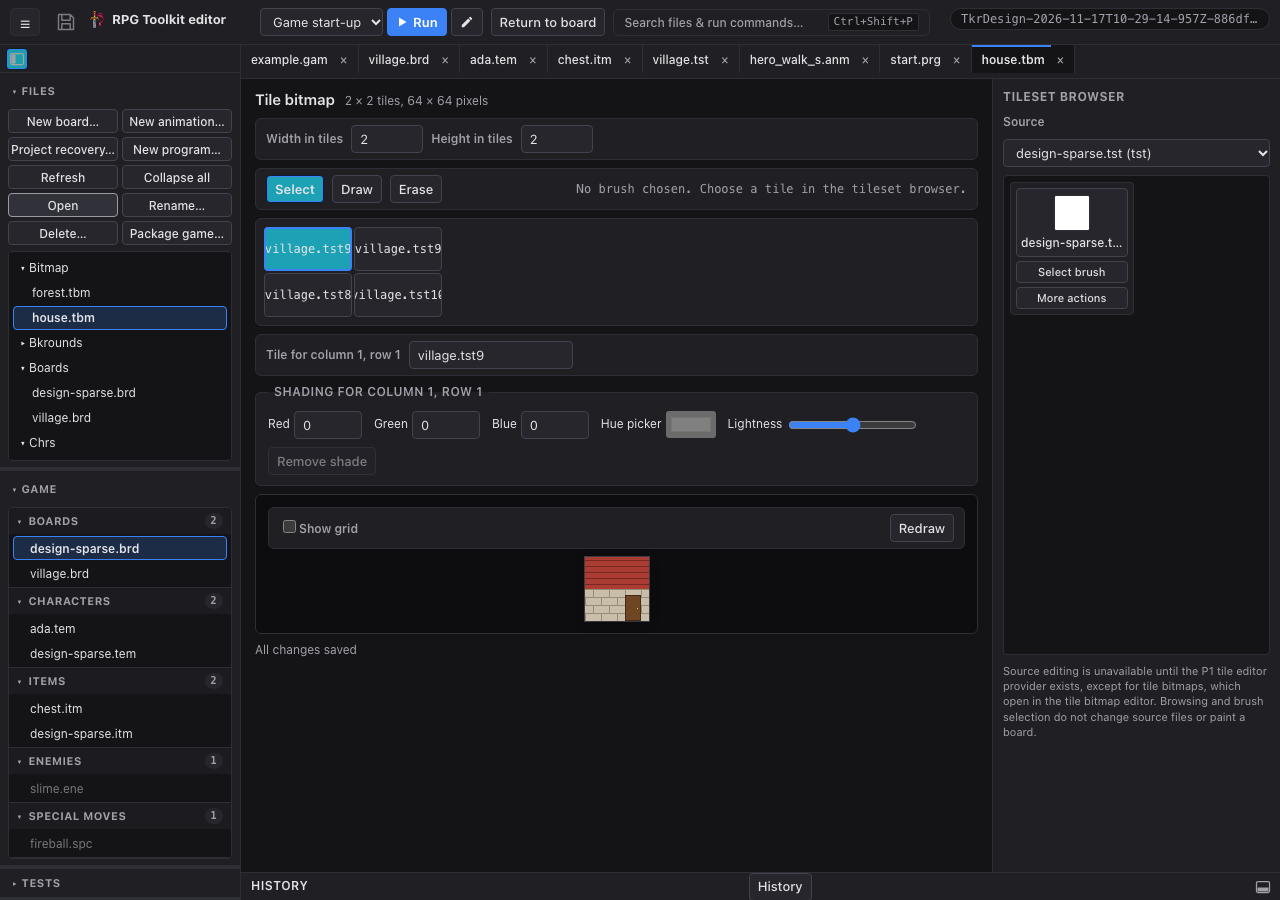 RPG Toolkit editor
Game start-up
Run
Return to board
Search files & run commands...
Ctrl+Shift+P
TkrDesign-2026-11-17T10-29-14-957Z-886df…
example.gam ×
village.brd ×
ada.tem ×
chest.itm ×
village.tst ×
hero_walk_s.anm ×
start.prg ×
house.tbm ×
FILES
New board...
New animation...
Project recovery...
New program...
Refresh
Collapse all
Open
Rename...
Delete...
Package game...
Bitmap
forest.tbm
house.tbm
Bkrounds
Boards
design-sparse.brd
village.brd
Chrs
GAME
BOARDS 2
design-sparse.brd
village.brd
CHARACTERS 2
ada.tem
design-sparse.tem
ITEMS 2
chest.itm
design-sparse.itm
ENEMIES 1
slime.ene
SPECIAL MOVES 1
fireball.spc
TESTS
Tile bitmap 2 × 2 tiles, 64 × 64 pixels
Width in tiles 2 Height in tiles 2
Select Draw Erase
No brush chosen. Choose a tile in the tileset browser.
village.tst9 village.tst9
village.tst8 village.tst10
Tile for column 1, row 1 village.tst9
SHADING FOR COLUMN 1, ROW 1
Red 0 Green 0 Blue 0 Hue picker Lightness
Remove shade
Show grid
Redraw
All changes saved
HISTORY
History
TILESET BROWSER
Source
design-sparse.tst (tst)
design-sparse.t...
Select brush
More actions
Source editing is unavailable until the P1 tile editor
provider exists, except for tile bitmaps, which
open in the tile bitmap editor. Browsing and brush
selection do not change source files or paint a
board.